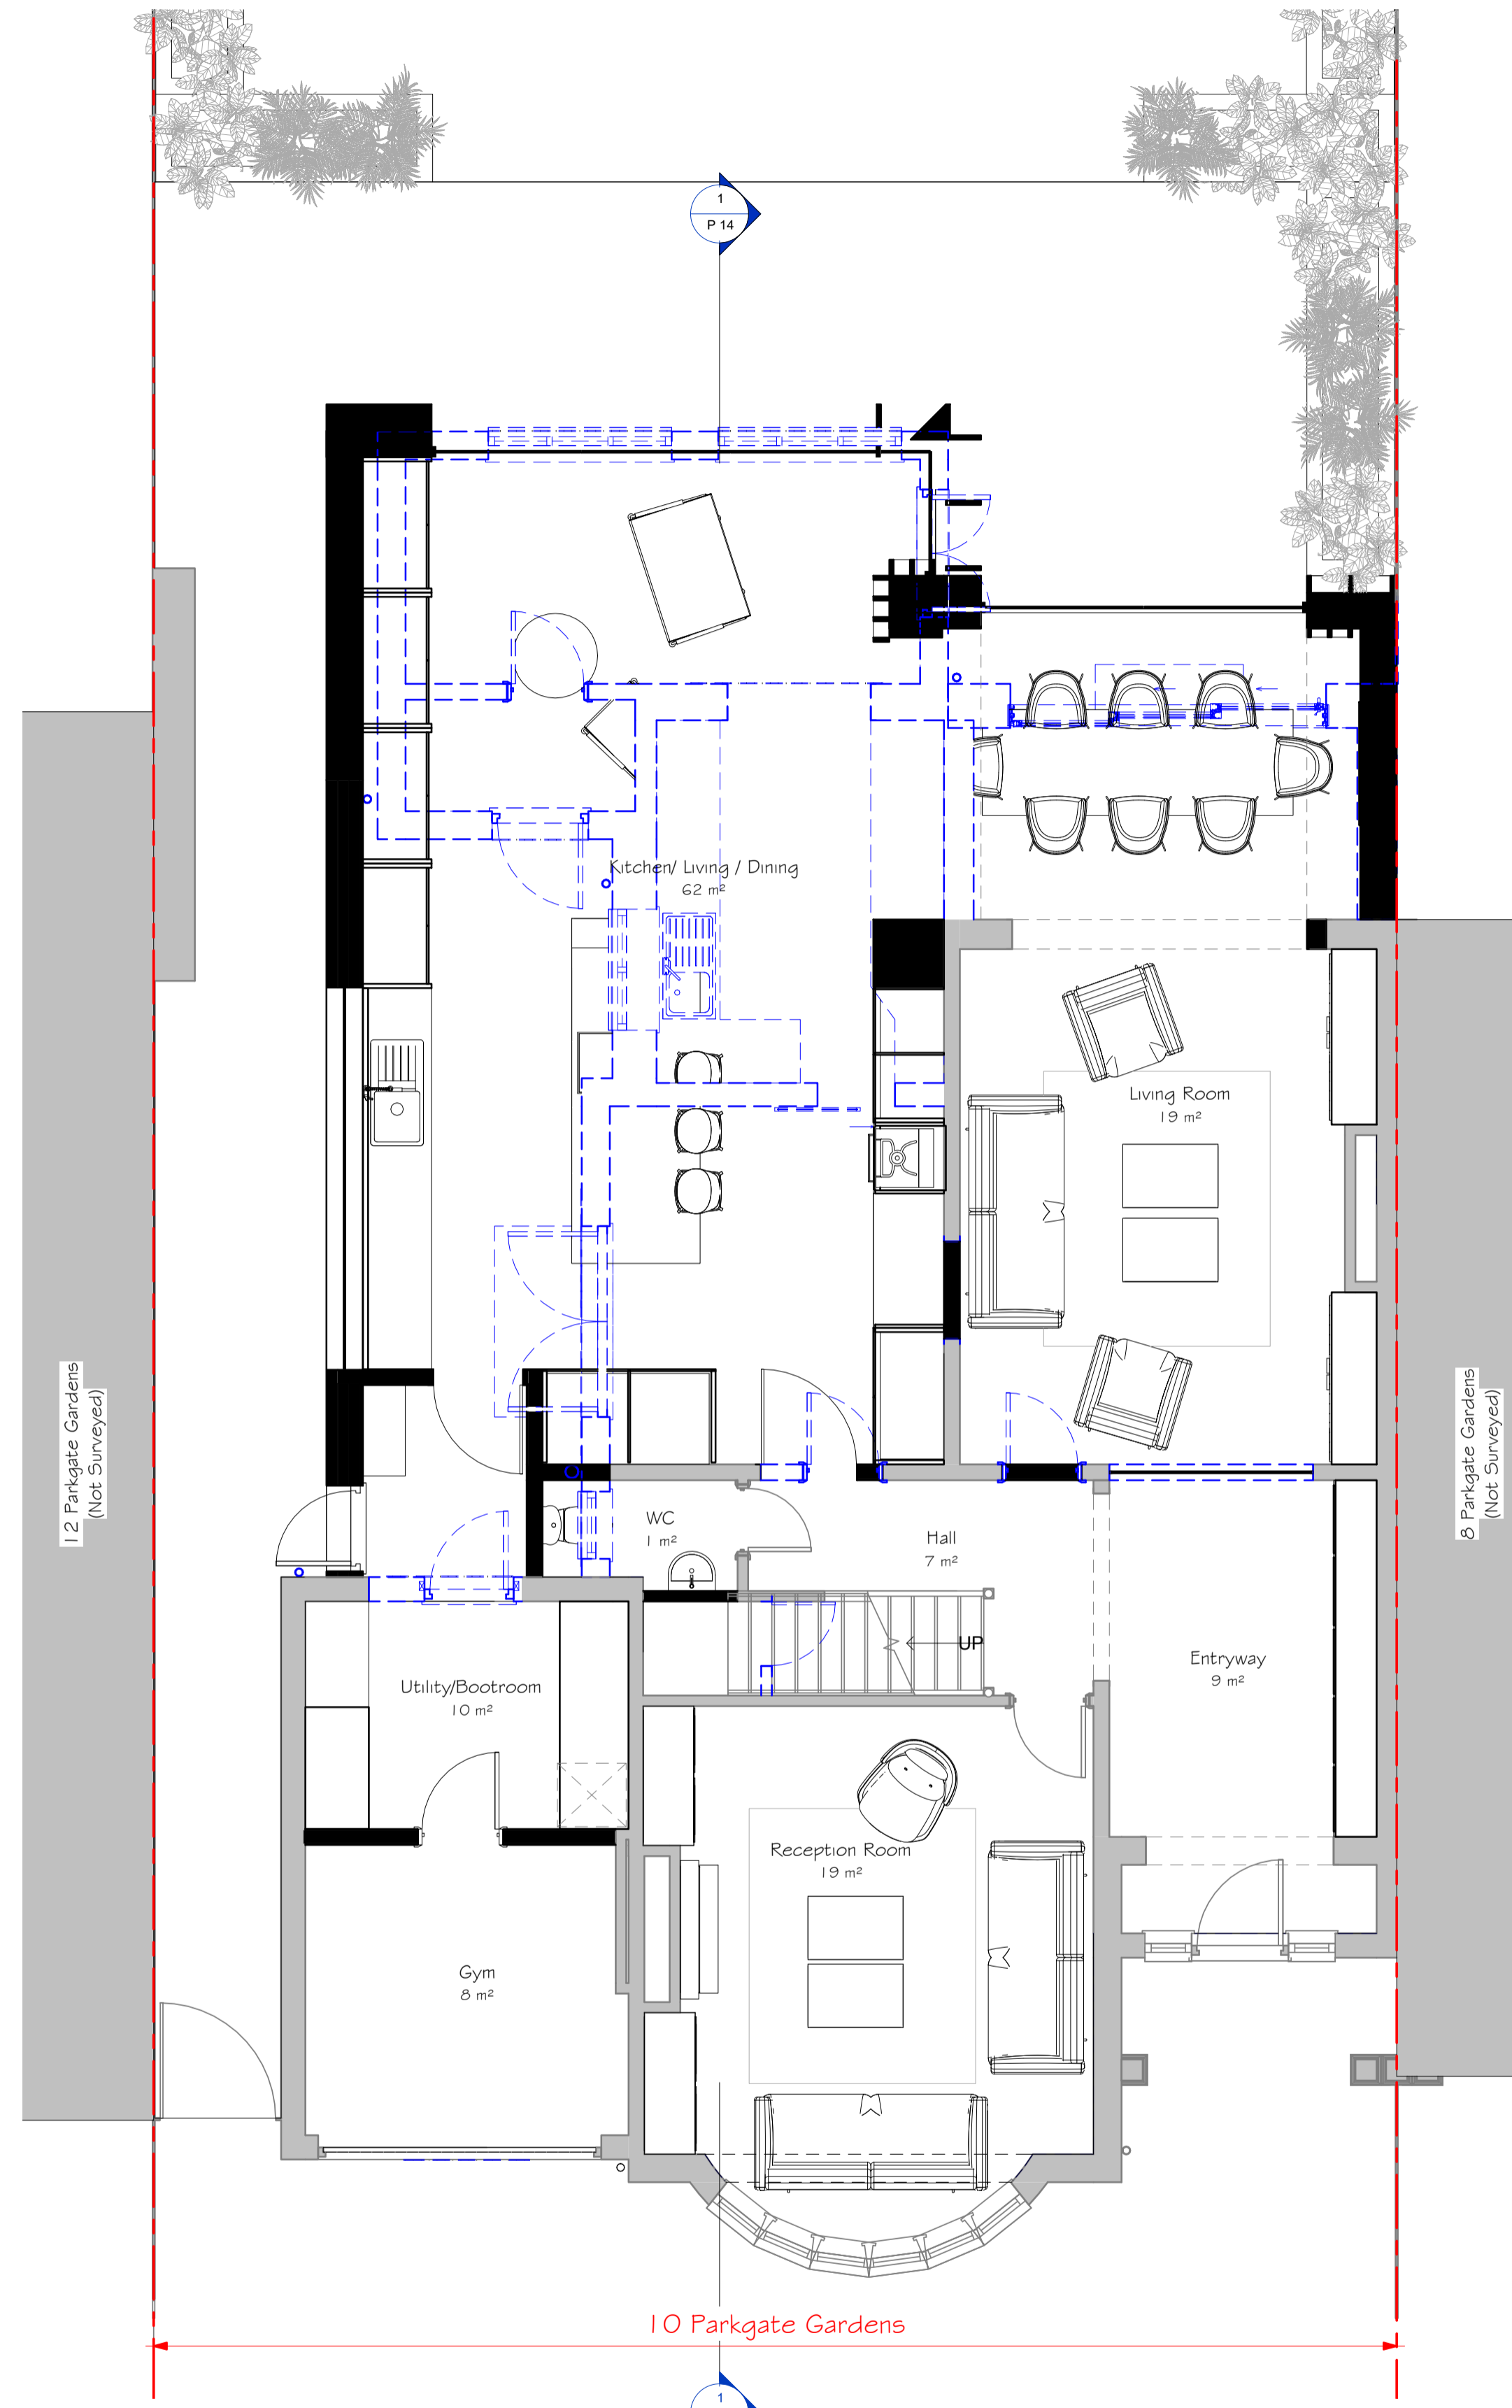 1
P 14
Kitchen/ Living / Dining
62 m²
Living Room
19 m²
12 Parkgate Gardens
(Not Surveyed)
8 Parkgate Gardens
(Not Surveyed)
WC
1 m²
Hall
7 m²
UP
Entryway
9 m²
Utility/Bootroom
10 m²
Reception Room
19 m²
Gym
8 m²
10 Parkgate Gardens
1